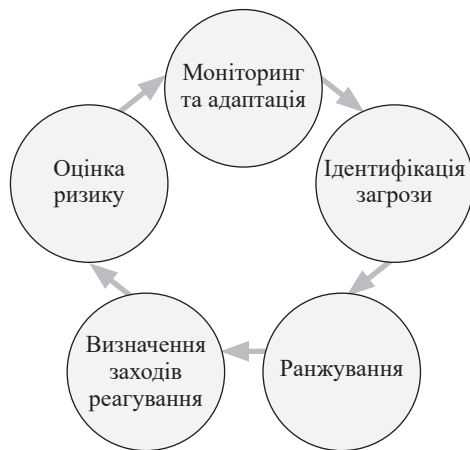 Моніторинг
та адаптація
Ідентифікація
загрози
Ранжування
Визначення
заходів
реагування
Оцінка
ризику